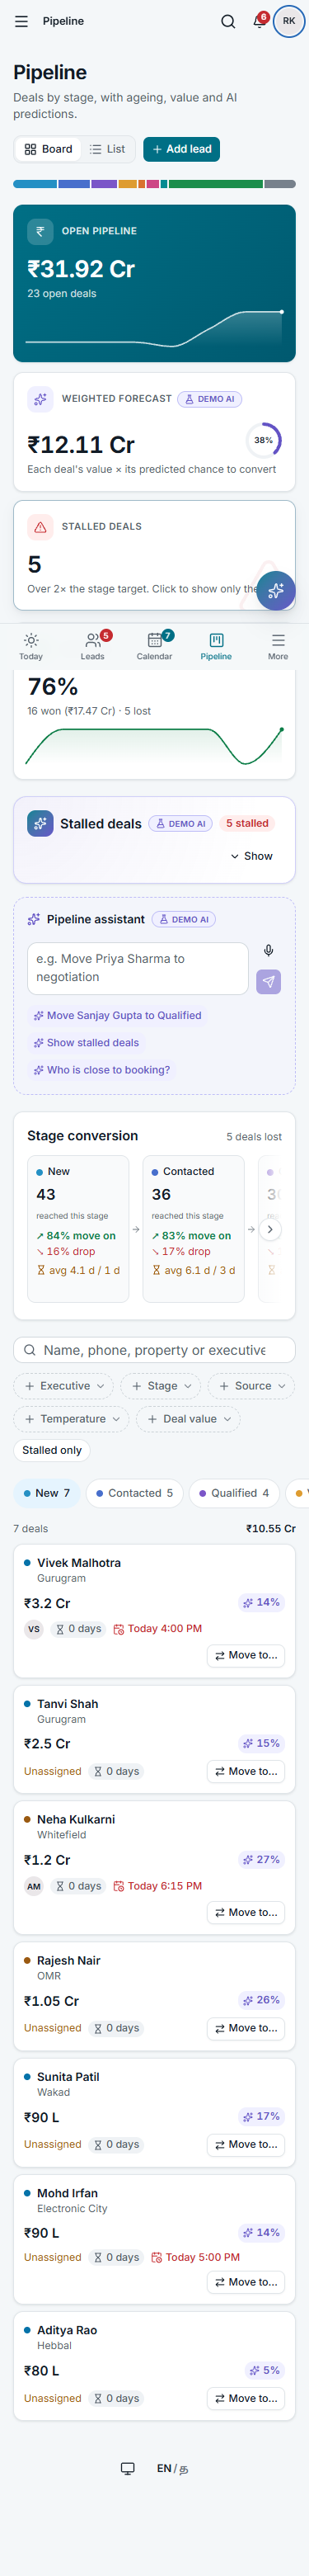 Pipeline
6
RK
Pipeline
Deals by stage, with ageing, value and AI
predictions.
Board
List
+ Add lead
₹ OPEN PIPELINE
₹31.92 Cr
23 open deals
WEIGHTED FORECAST DEMO AI
₹12.11 Cr
38%
Each deal's value × its predicted chance to convert
STALLED DEALS
5
Over 2× the stage target. Click to show only the
Today
Leads 5
Calendar 7
Pipeline
More
76%
16 won (₹17.47 Cr) · 5 lost
Stalled deals DEMO AI 5 stalled
Show
Pipeline assistant DEMO AI
e.g. Move Priya Sharma to
negotiation
Move Sanjay Gupta to Qualified
Show stalled deals
Who is close to booking?
Stage conversion 5 deals lost
New
43
reached this stage
↗ 84% move on
↘ 16% drop
avg 4.1 d / 1 d
→
Contacted
36
reached this stage
↗ 83% move on
↘ 17% drop
avg 6.1 d / 3 d
→
Name, phone, property or executive
+ Executive
+ Stage
+ Source
+ Temperature
+ Deal value
Stalled only
New 7
Contacted 5
Qualified 4
7 deals ₹10.55 Cr
Vivek Malhotra
Gurugram
₹3.2 Cr 14%
VS 0 days Today 4:00 PM
Move to...
Tanvi Shah
Gurugram
₹2.5 Cr 15%
Unassigned 0 days Move to...
Neha Kulkarni
Whitefield
₹1.2 Cr 27%
AM 0 days Today 6:15 PM
Move to...
Rajesh Nair
OMR
₹1.05 Cr 26%
Unassigned 0 days Move to...
Sunita Patil
Wakad
₹90 L 17%
Unassigned 0 days Move to...
Mohd Irfan
Electronic City
₹90 L 14%
Unassigned 0 days Today 5:00 PM
Move to...
Aditya Rao
Hebbal
₹80 L 5%
Unassigned 0 days Move to...
EN / த